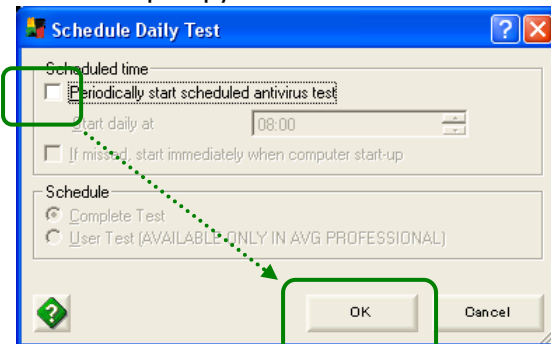 Schedule Daily Test
Scheduled time
Periodically start scheduled antivirus test
Start daily at 08:00
If missed, start immediately when computer start-up
Schedule
Complete Test
User Test (AVAILABLE ONLY IN AVG PROFESSIONAL)
OK Cancel